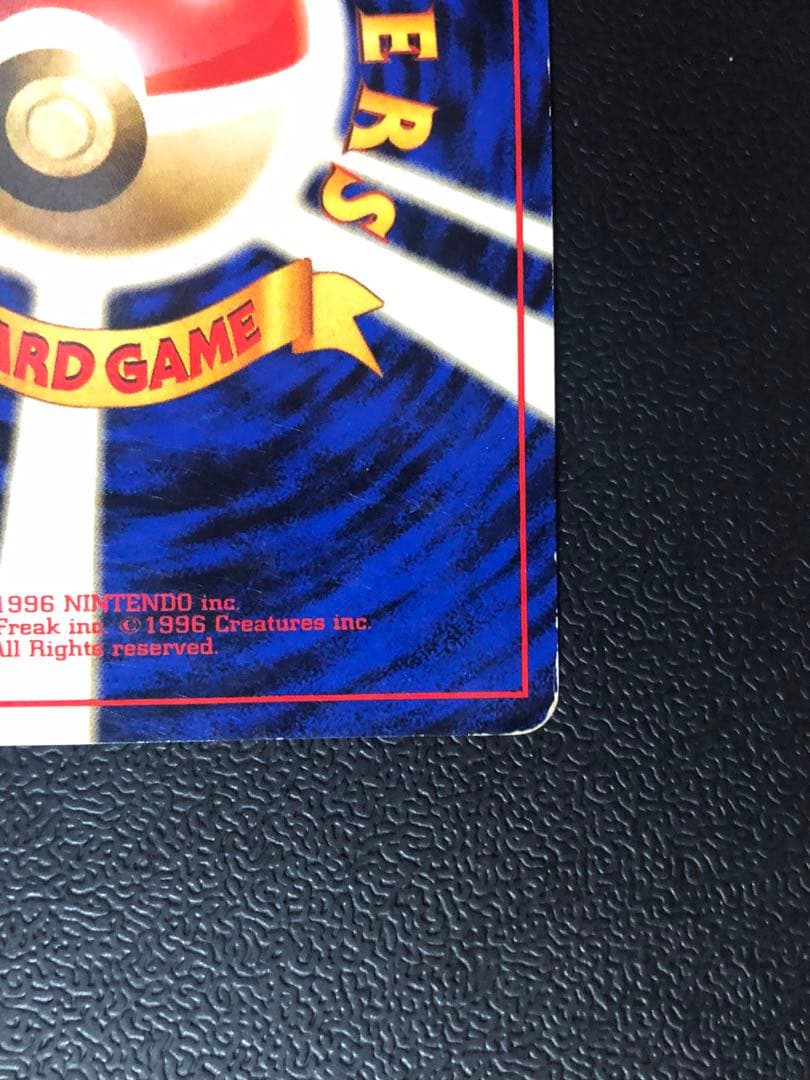 ERS
ARD GAME
1996 NINTENDO inc.
Freak inc. ©1996 Creatures inc.
All Rights reserved.